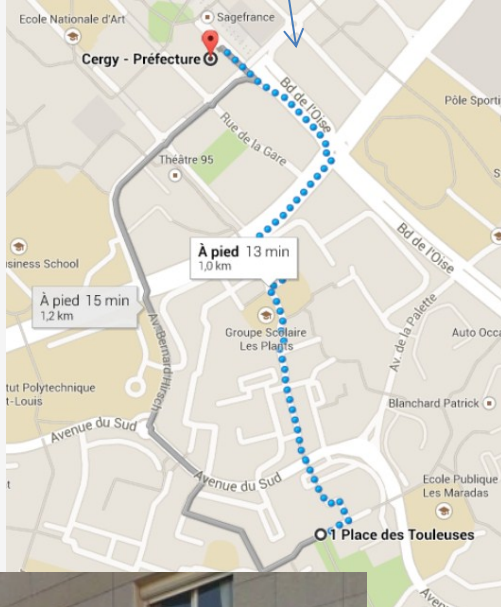 Ecole Nationale d'Art
Sagefrance
Cergy - Préfecture
Bd de l'Oise
Pôle Sporti
Rue de la Gare
Théâtre 95
À pied 13 min
1,0 km
Bd de l'Oise
usiness School
À pied 15 min
1,2 km
Av. Bernard Hirsch
Groupe Scolaire
Les Plants
Av. de la Palette
Auto Occa
tut Polytechnique
t-Louis
Blanchard Patrick
Avenue du Sud
Avenue du Sud
Ecole Publique
Les Maradas
1 Place des Touleuses
Aven